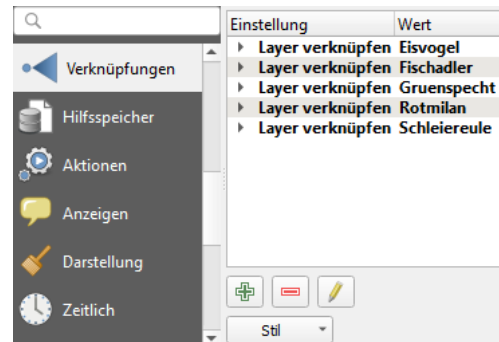 Einstellung Wert
Verknüpfungen
Hilfsspeicher
Aktionen
Anzeigen
Darstellung
Zeitlich
Layer verknüpfen Eisvogel
Layer verknüpfen Fischadler
Layer verknüpfen Gruenspecht
Layer verknüpfen Rotmilan
Layer verknüpfen Schleiereule
Stil